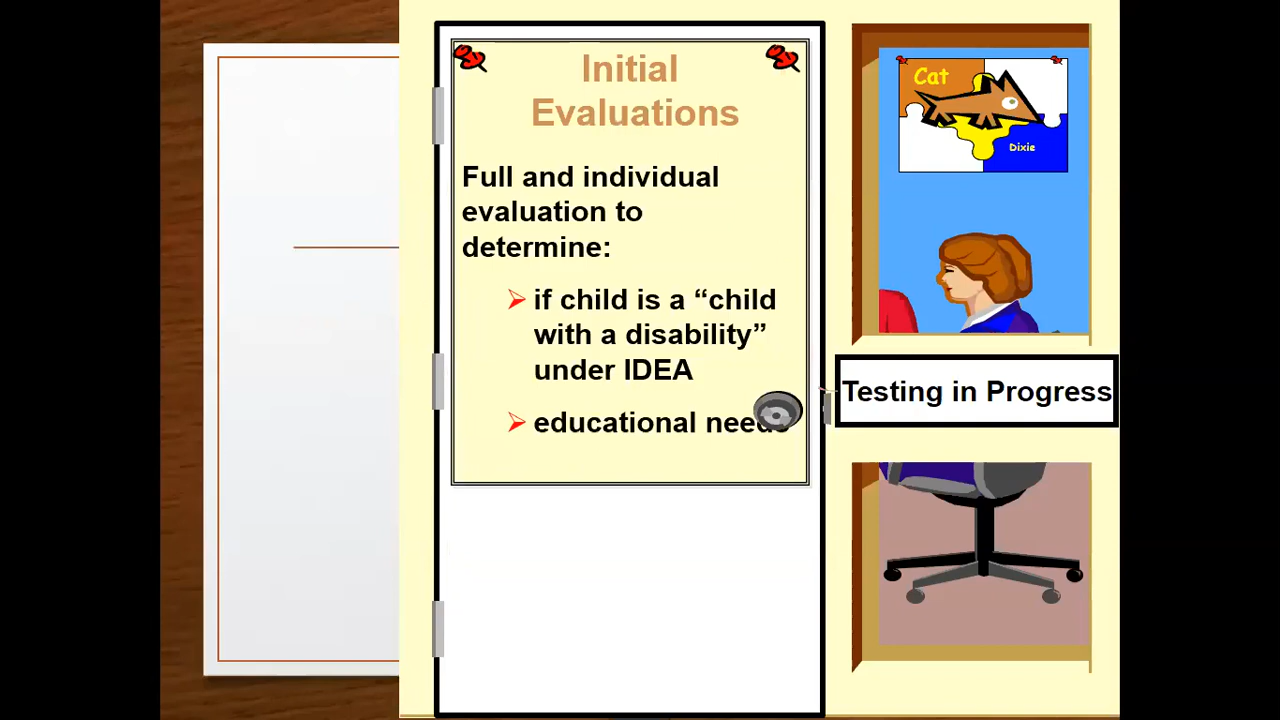 Initial
Evaluations
Full and individual
evaluation to
determine:
if child is a “child
with a disability”
under IDEA
educational needs
Cat
Dixie
Testing in Progress